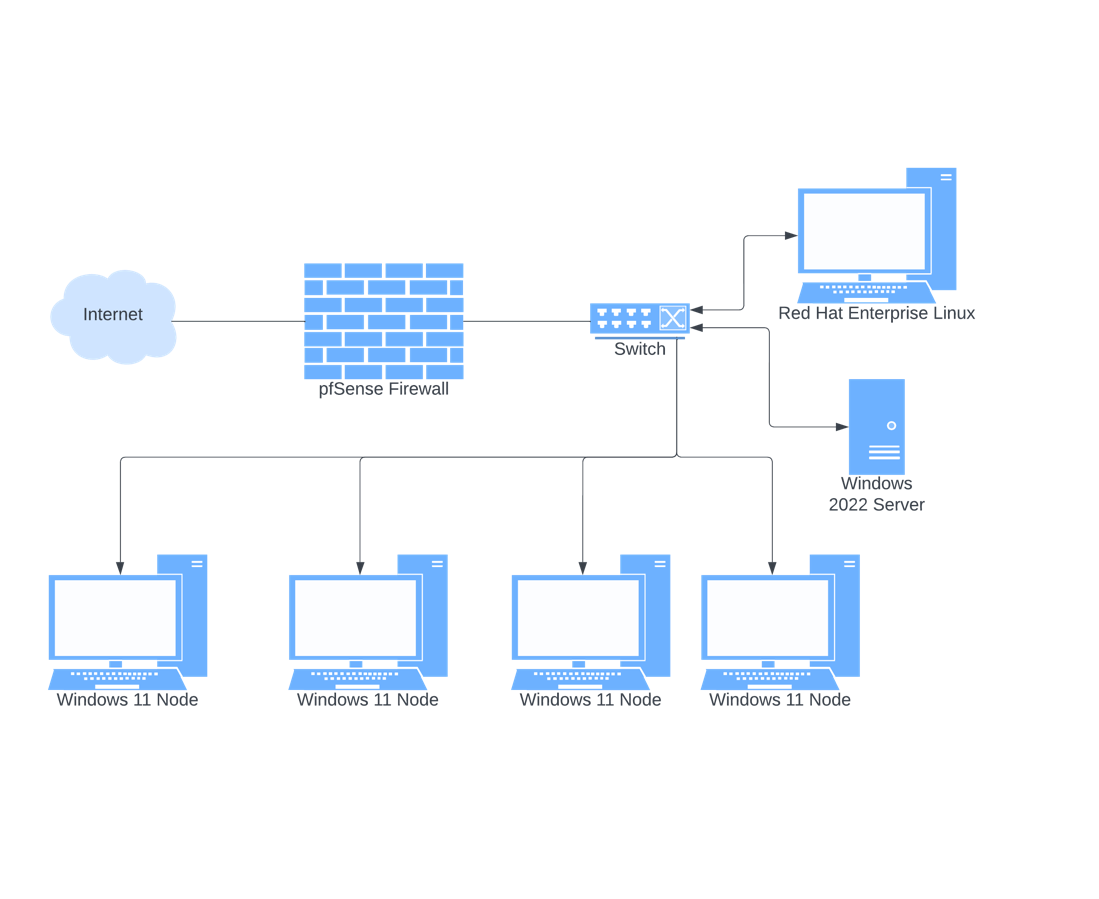 Internet
pfSense Firewall
Switch
Red Hat Enterprise Linux
Windows
2022 Server
Windows 11 Node
Windows 11 Node
Windows 11 Node
Windows 11 Node